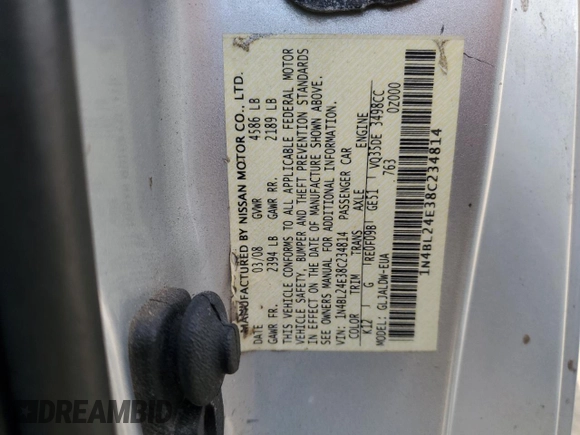 MANUFACTURED BY NISSAN MOTOR CO., LTD.
DATE 03/08 GVWR 4586 LB
GAWR FR. 2394 LB GAWR RR. 2189 LB
THIS VEHICLE CONFORMS TO ALL APPLICABLE FEDERAL MOTOR
VEHICLE SAFETY, BUMPER AND THEFT PREVENTION STANDARDS
IN EFFECT ON THE DATE OF MANUFACTURE SHOWN ABOVE.
SEE OWNERS MANUAL FOR ADDITIONAL INFORMATION.
VIN: 1N4BL24E38C234814 PASSENGER CAR
COLOR TRIM TRANS AXLE ENGINE
K12 G RE0F09B GE51 VQ35DE 3498CC
763
MODEL: GLJALDW-EUA 0Z000
1N4BL24E38C234814
DREAMBID